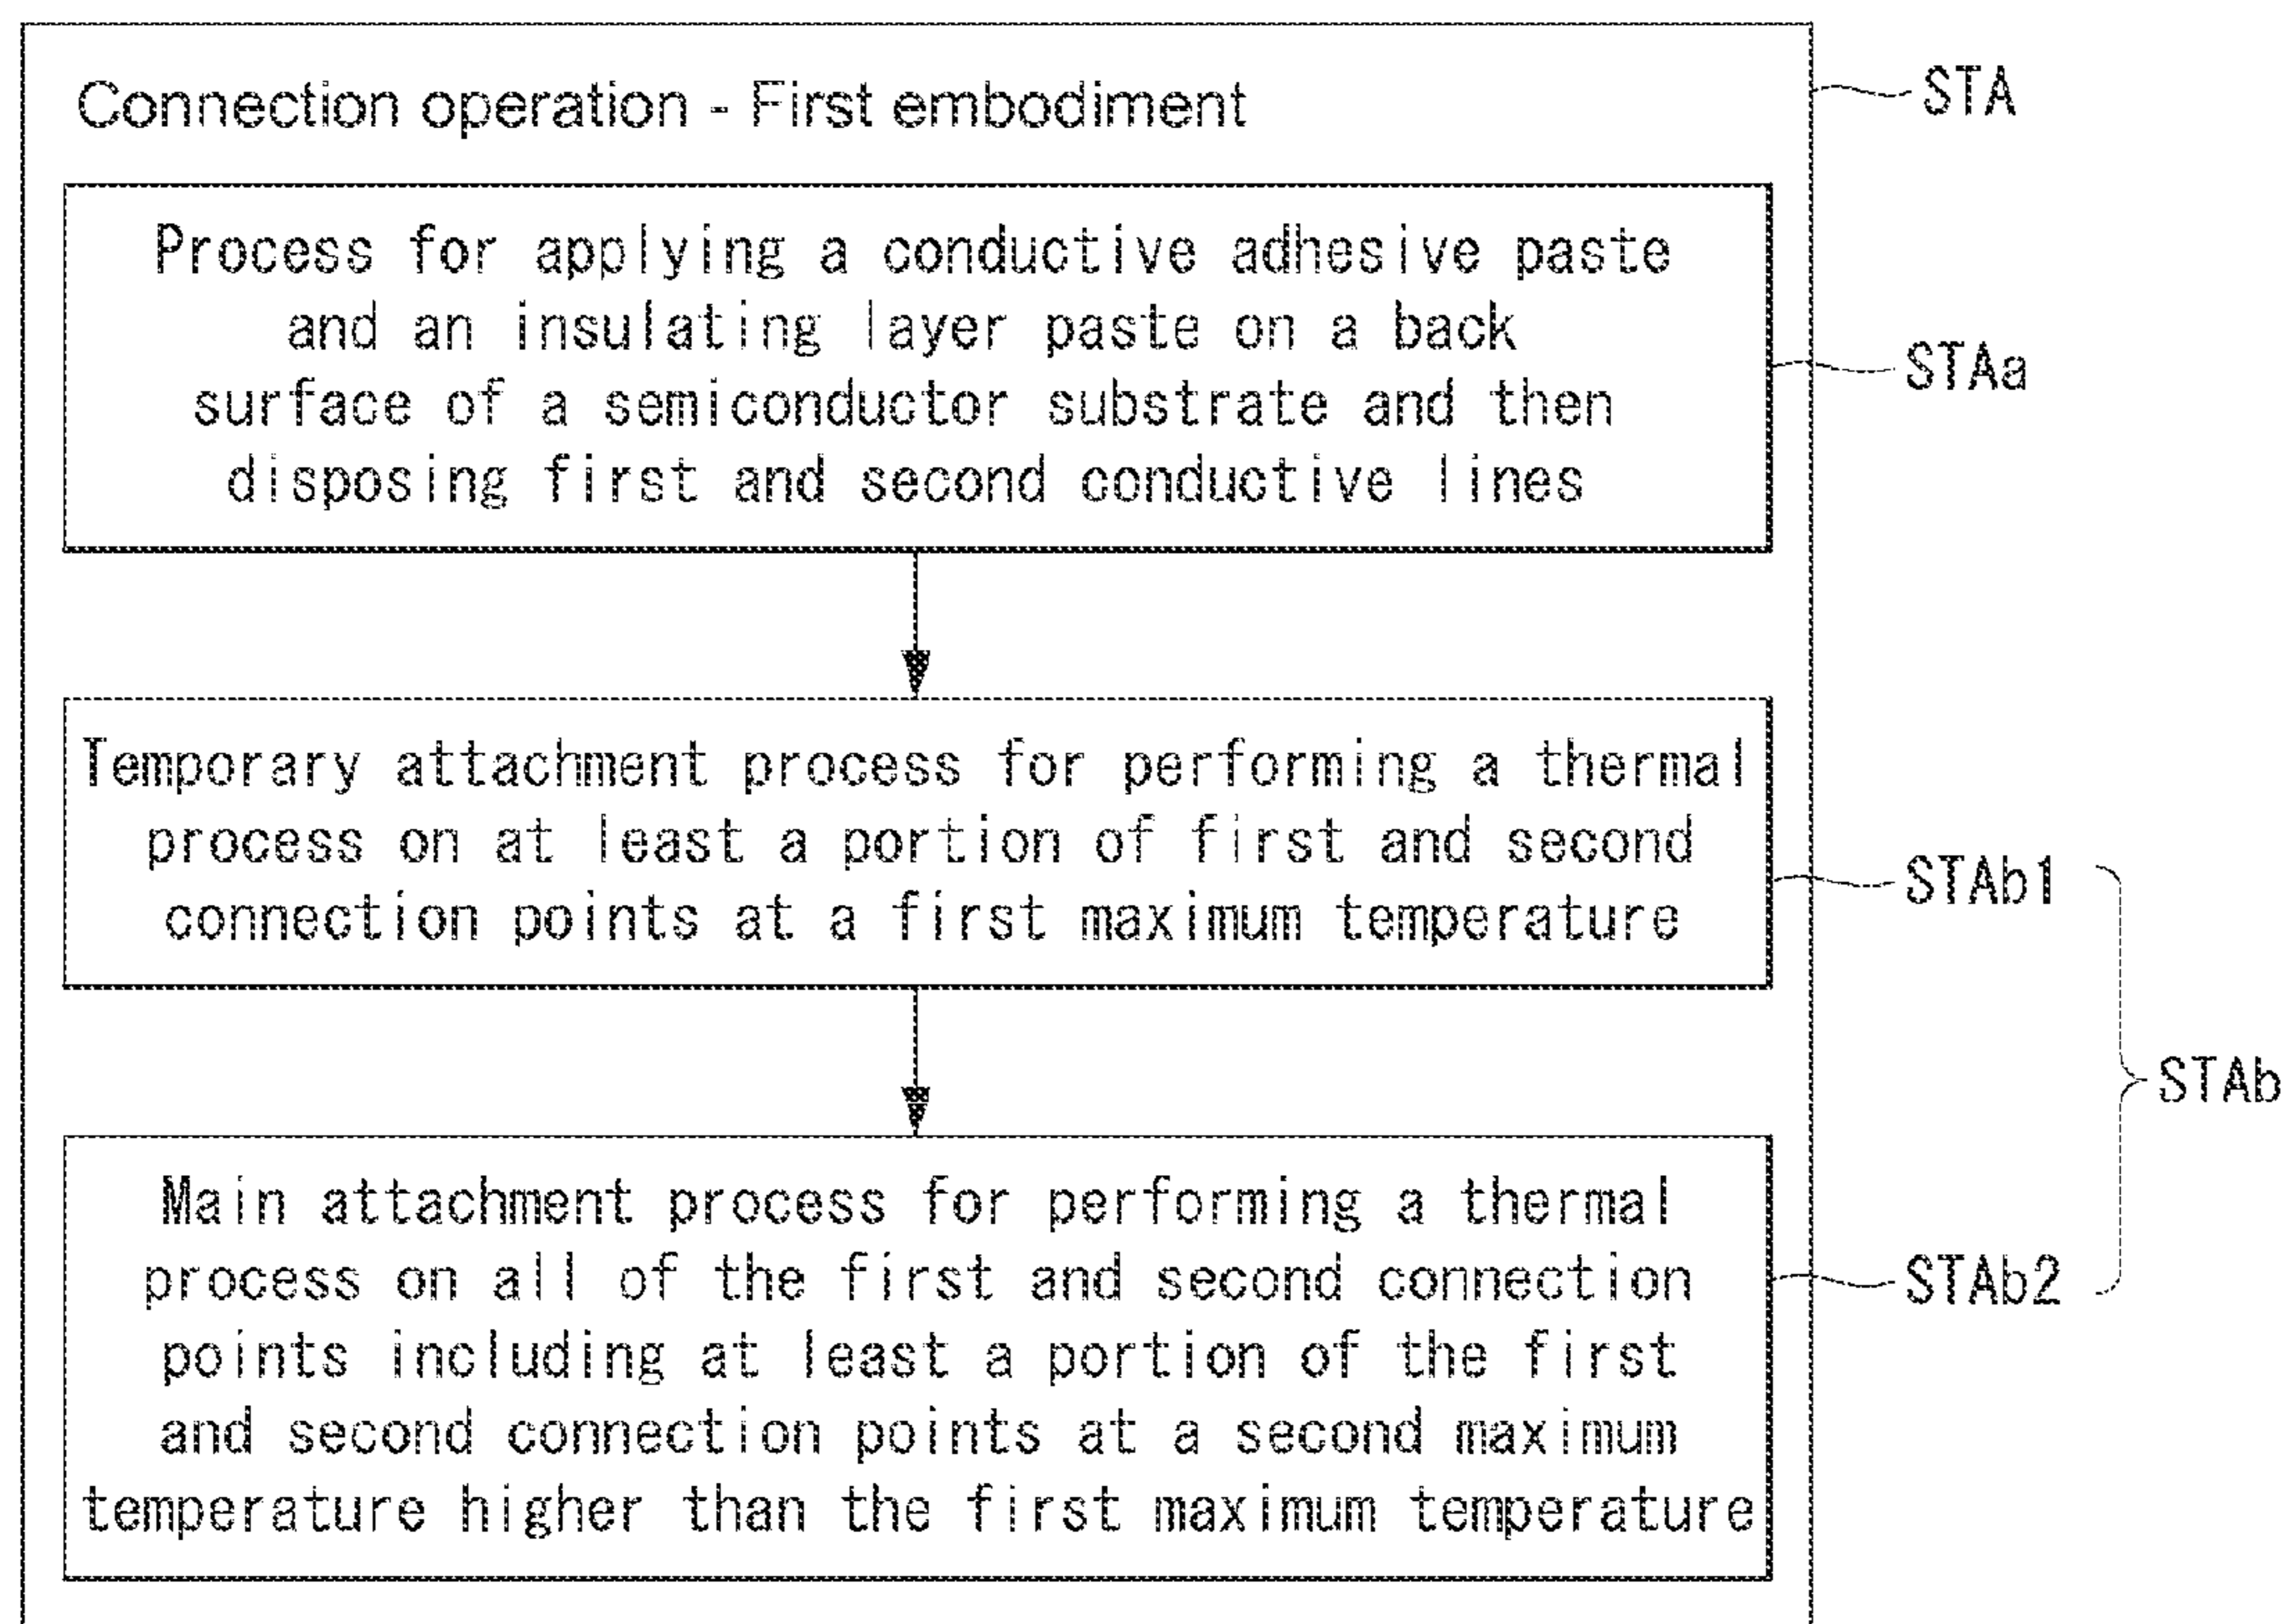 Connection operation - First embodiment
STA
Process for applying a conductive adhesive paste
and an insulating layer paste on a back
surface of a semiconductor substrate and then
disposing first and second conductive lines
STAa
Temporary attachment process for performing a thermal
process on at least a portion of first and second
connection points at a first maximum temperature
STAb1
STAb
Main attachment process for performing a thermal
process on all of the first and second connection
points including at least a portion of the first
and second connection points at a second maximum
temperature higher than the first maximum temperature
STAb2